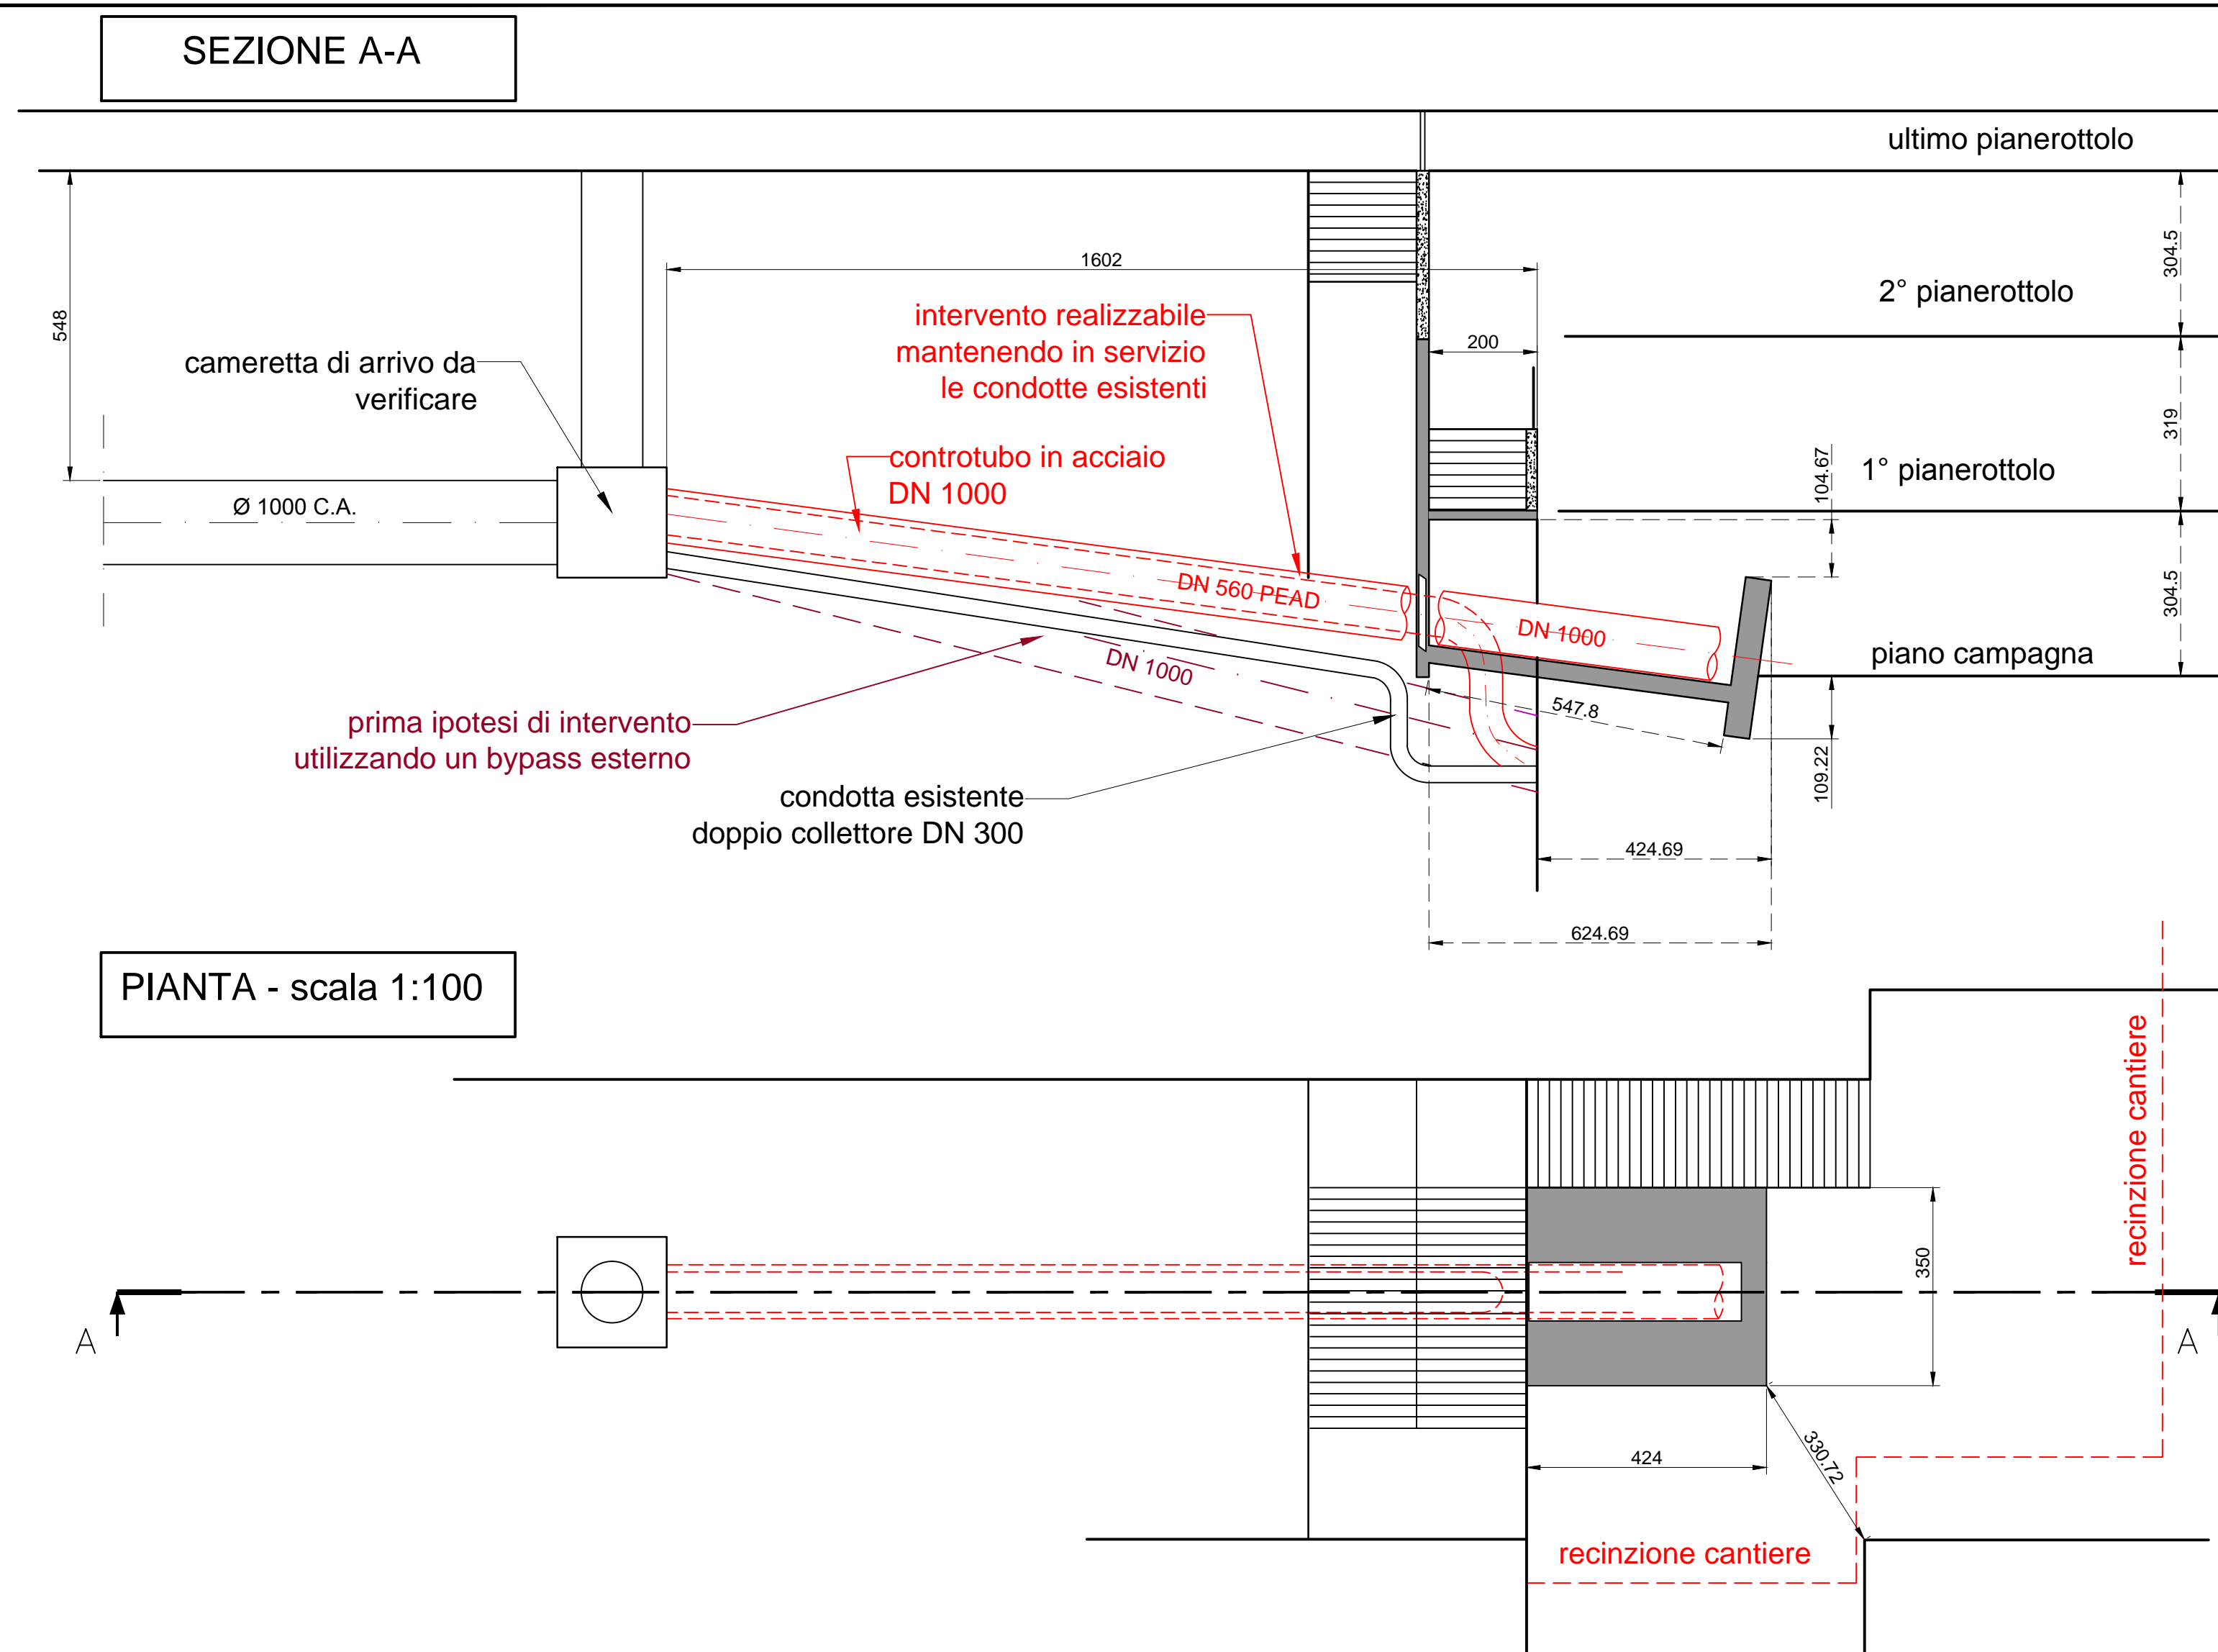 SEZIONE A-A
ultimo pianerottolo
304.5
2° pianerottolo
1602
548
intervento realizzabile
mantenendo in servizio
le condotte esistenti
200
cameretta di arrivo da
verificare
319
controtubo in acciaio
DN 1000
104.67
1° pianerottolo
Ø 1000 C.A.
DN 560 PEAD
DN 1000
304.5
piano campagna
DN 1000
547.8
prima ipotesi di intervento
utilizzando un bypass esterno
condotta esistente
doppio collettore DN 300
109.22
424.69
624.69
PIANTA - scala 1:100
recinzione cantiere
350
A
A
424
330.72
recinzione cantiere